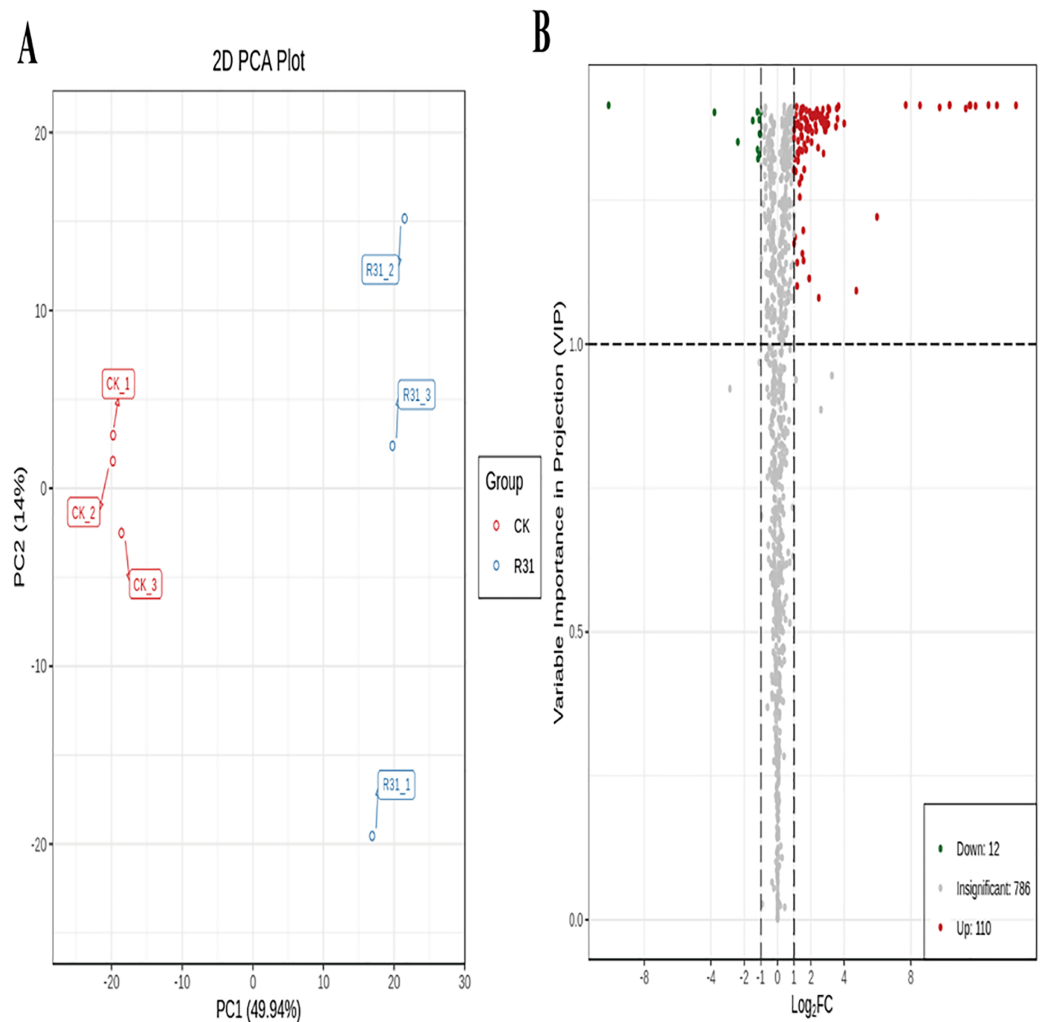 A
2D PCA Plot
20
10
0
-10
-20
PC2 (14%)
R31_2
CK_1
R31_3
CK_2
CK_3
R31_1
-20
-10
0
10
20
30
PC1 (49.94%)
Group
CK
R31
B
Variable Importance in Projection (VIP)
1.0
0.5
0.0
Down: 12
Insignificant: 786
Up: 110
-8
-4
-2
-1
0
1
2
4
8
Log₂FC